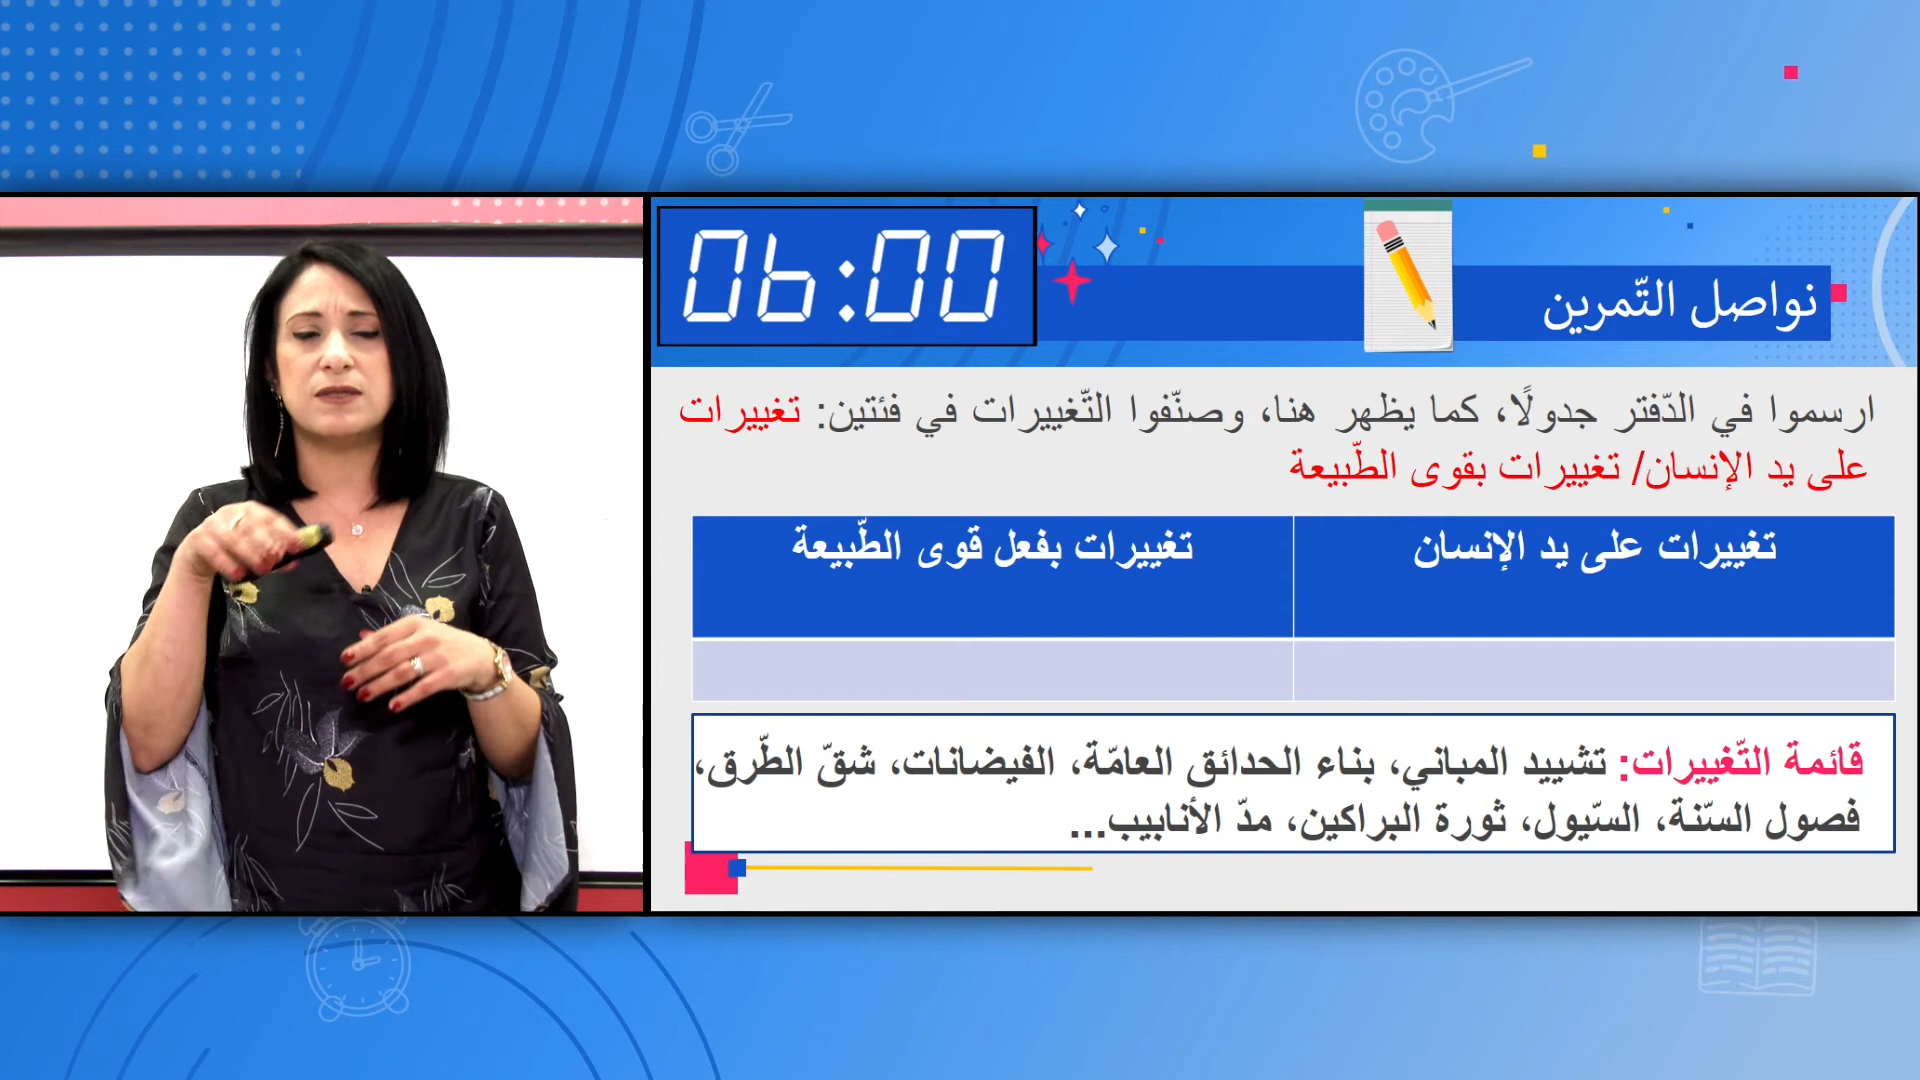 06:00
نواصل التّمرين
ارسموا في الدّفتر جدولًا، كما يظهر هنا، وصنّفوا التّغييرات في فئتين: تغييرات
على يد الإنسان/ تغييرات بقوى الطّبيعة
تغييرات على يد الإنسان
تغييرات بفعل قوى الطّبيعة
قائمة التّغييرات: تشييد المباني، بناء الحدائق العامّة، الفيضانات، شقّ الطّرق،
فصول السّنة، السّيول، ثورة البراكين، مدّ الأنابيب...